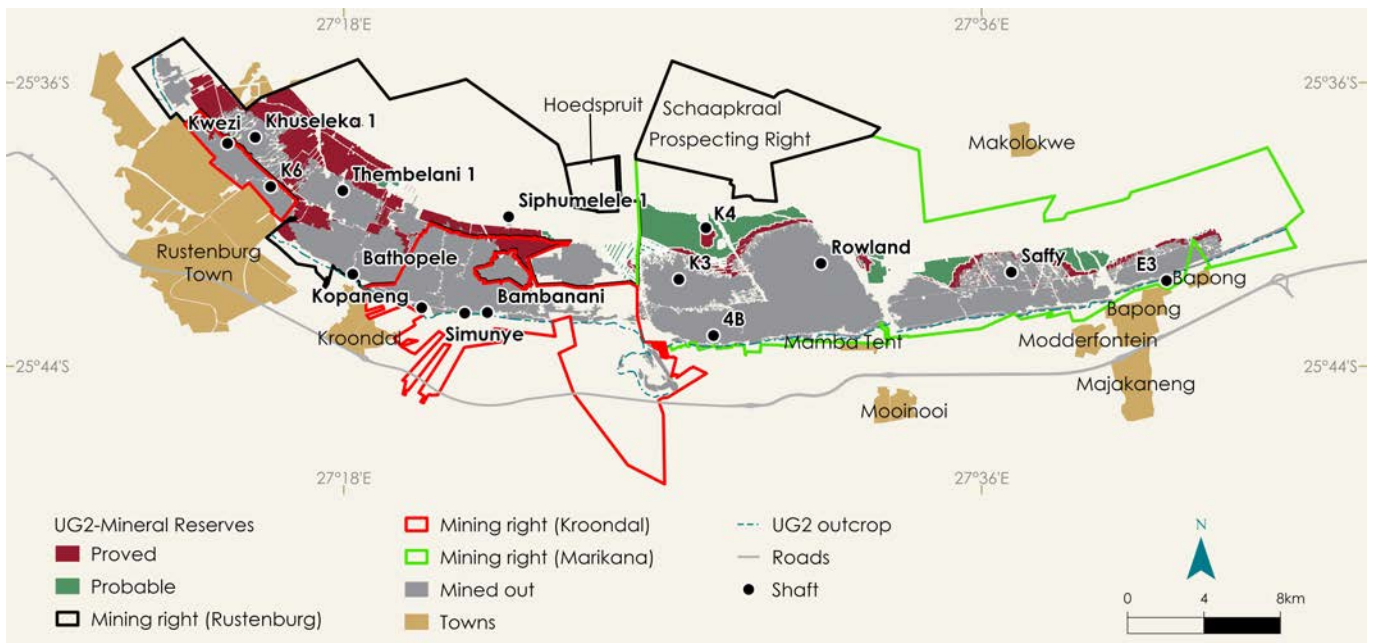 27°18'E
27°36'E
25°36'S
25°36'S
Hoedspruit
Schaapkraal
Prospecting Right
Makolokwe
Kwezi
Khuseleka 1
K6
Thembelani 1
Siphumelele 1
K4
Rowland
Rustenburg
Town
Bathopele
K3
Saffy
E3
Bapong
Kopaneng
Bambanani
Bapong
Simunye
4B
Kroondal
Mamba Tent
Modderfontein
25°44'S
25°44'S
Majakaneng
Mooinooi
27°18'E
27°36'E
UG2-Mineral Reserves
Proved
Probable
Mining right (Rustenburg)
Mining right (Kroondal)
Mining right (Marikana)
Mined out
Towns
UG2 outcrop
Roads
Shaft
N
0 4 8km